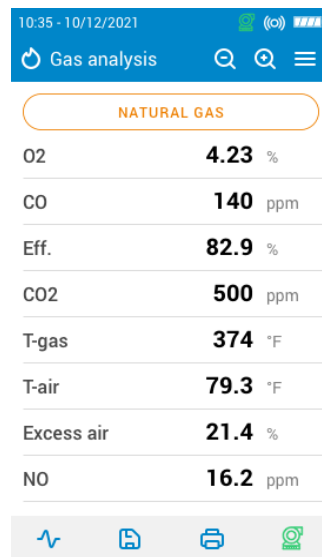 10:35 - 10/12/2021
Gas analysis
NATURAL GAS
O2 4.23 %
CO 140 ppm
Eff. 82.9 %
CO2 500 ppm
T-gas 374 °F
T-air 79.3 °F
Excess air 21.4 %
NO 16.2 ppm